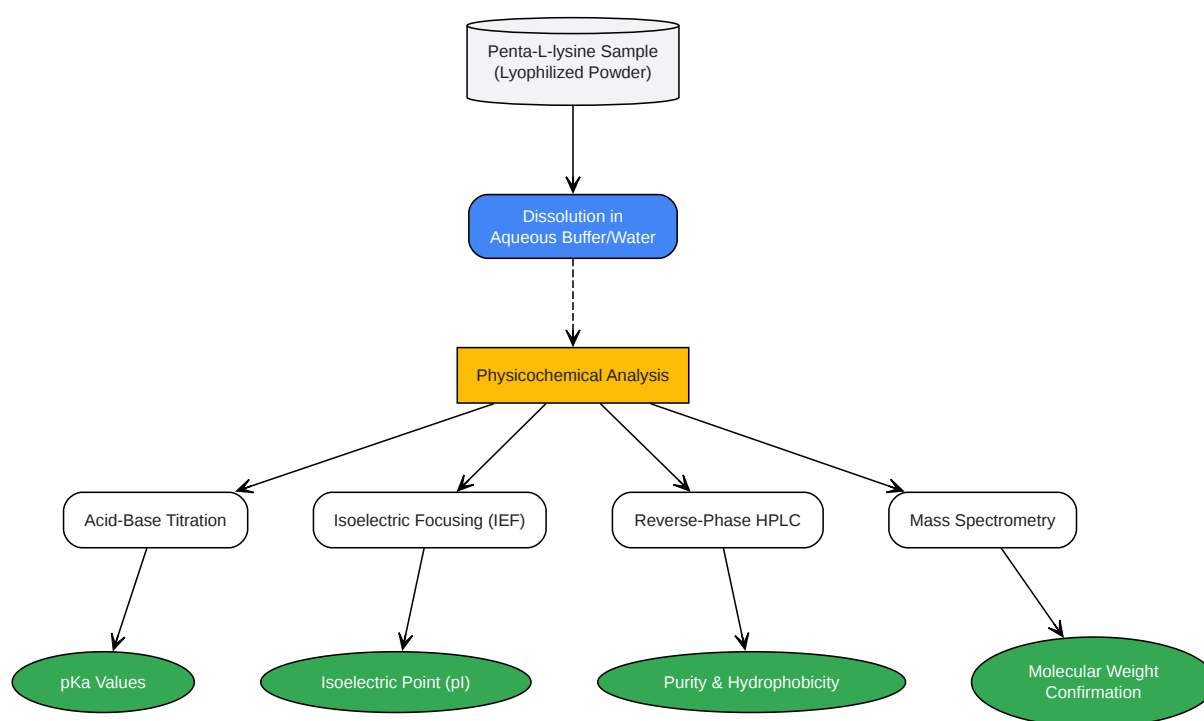 Penta-L-lysine Sample
(Lyophilized Powder)
Dissolution in
Aqueous Buffer/Water
Physicochemical Analysis
Acid-Base Titration
Isoelectric Focusing (IEF)
Reverse-Phase HPLC
Mass Spectrometry
pKa Values
Isoelectric Point (pI)
Purity & Hydrophobicity
Molecular Weight
Confirmation